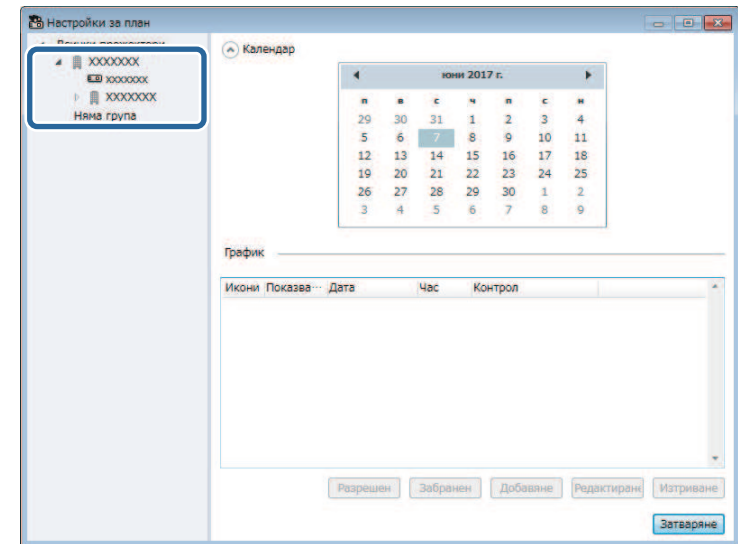 Настройки за план
Всички прожектори
XXXXXXX
XXXXXXX
XXXXXXX
Няма група
Календар
юни 2017 г.
п в с ч п с н
29 30 31 1 2 3 4
5 6 7 8 9 10 11
12 13 14 15 16 17 18
19 20 21 22 23 24 25
26 27 28 29 30 1 2
3 4 5 6 7 8 9
График
Икони Показва... Дата Час Контрол
Разрешен Забранен Добавяне Редактиране Изтриване
Затваряне